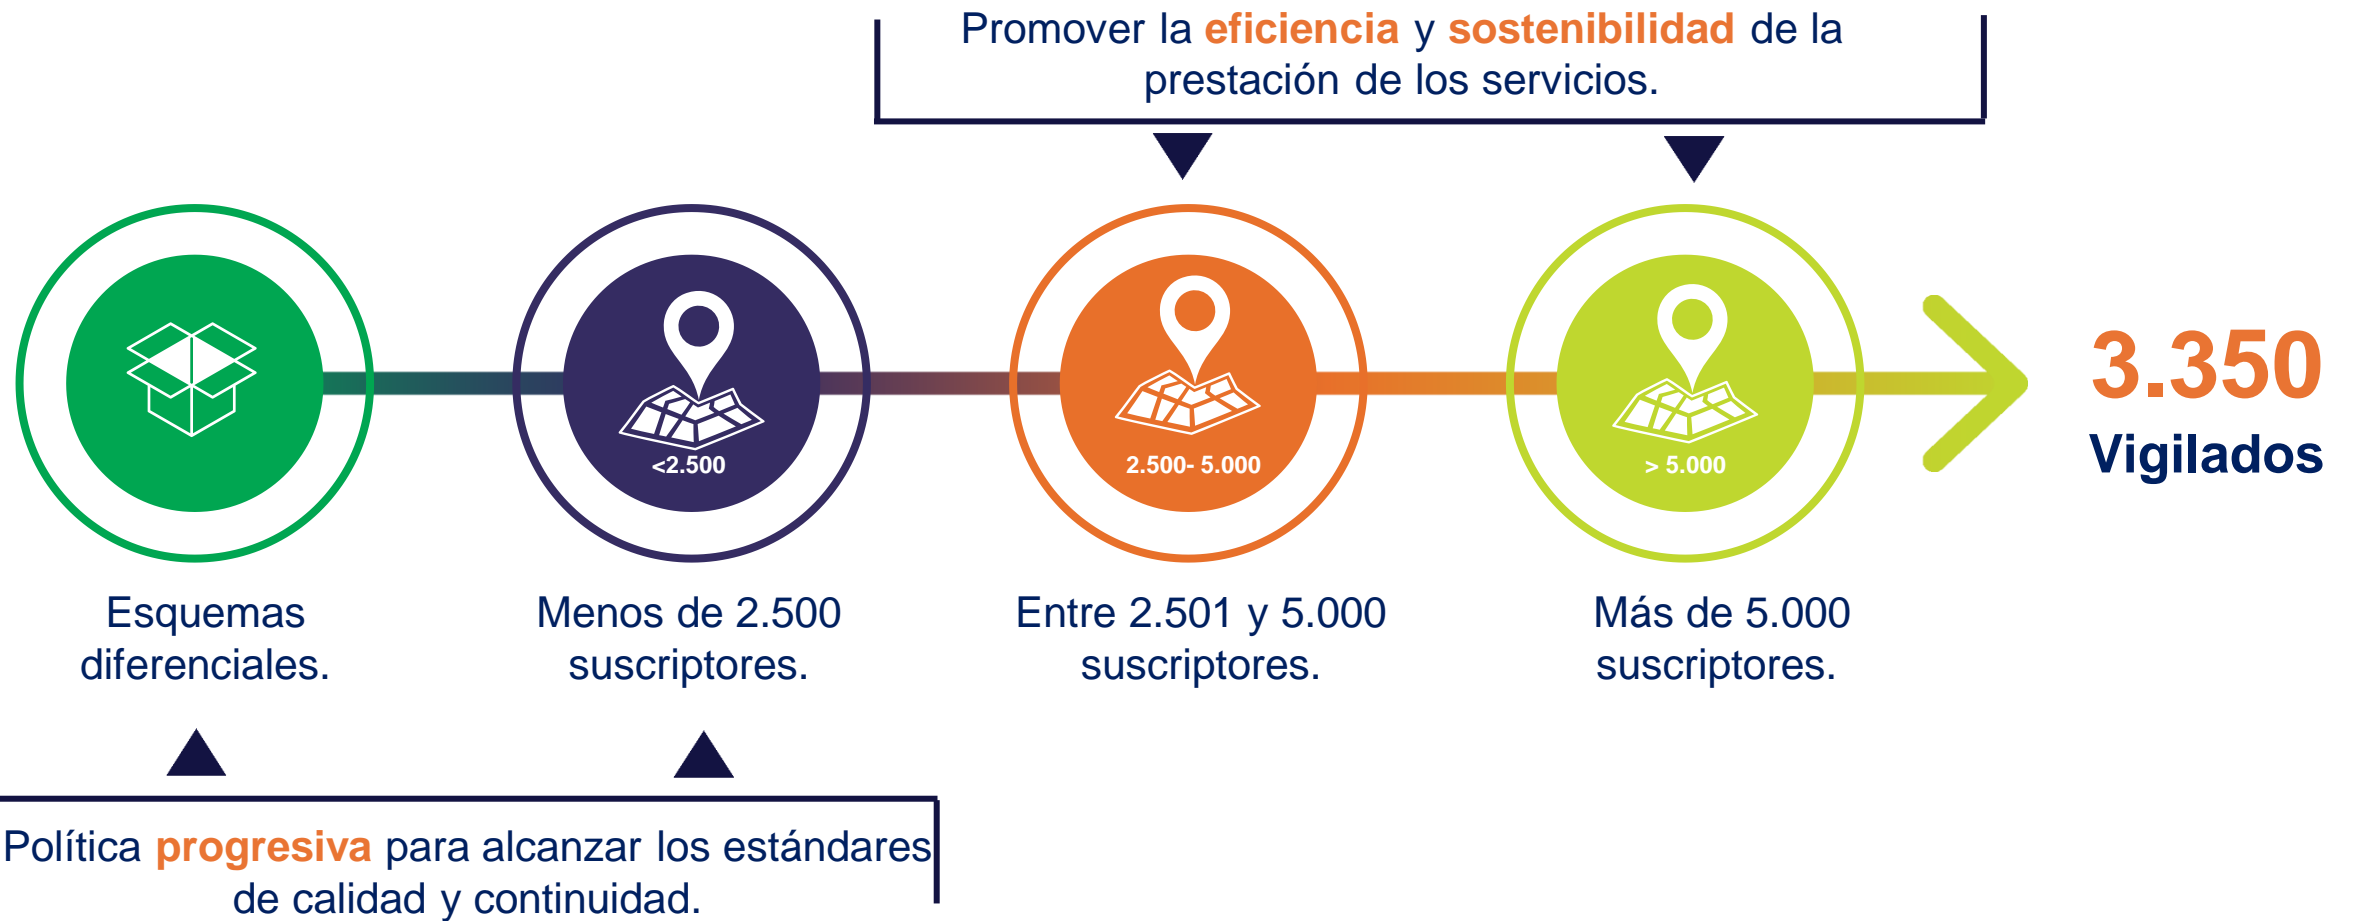 Promover la eficiencia y sostenibilidad de la
prestación de los servicios.
<2.500
2.500- 5.000
> 5.000
3.350
Vigilados
Esquemas
diferenciales.
Menos de 2.500
suscriptores.
Entre 2.501 y 5.000
suscriptores.
Más de 5.000
suscriptores.
Política progresiva para alcanzar los estándares
de calidad y continuidad.